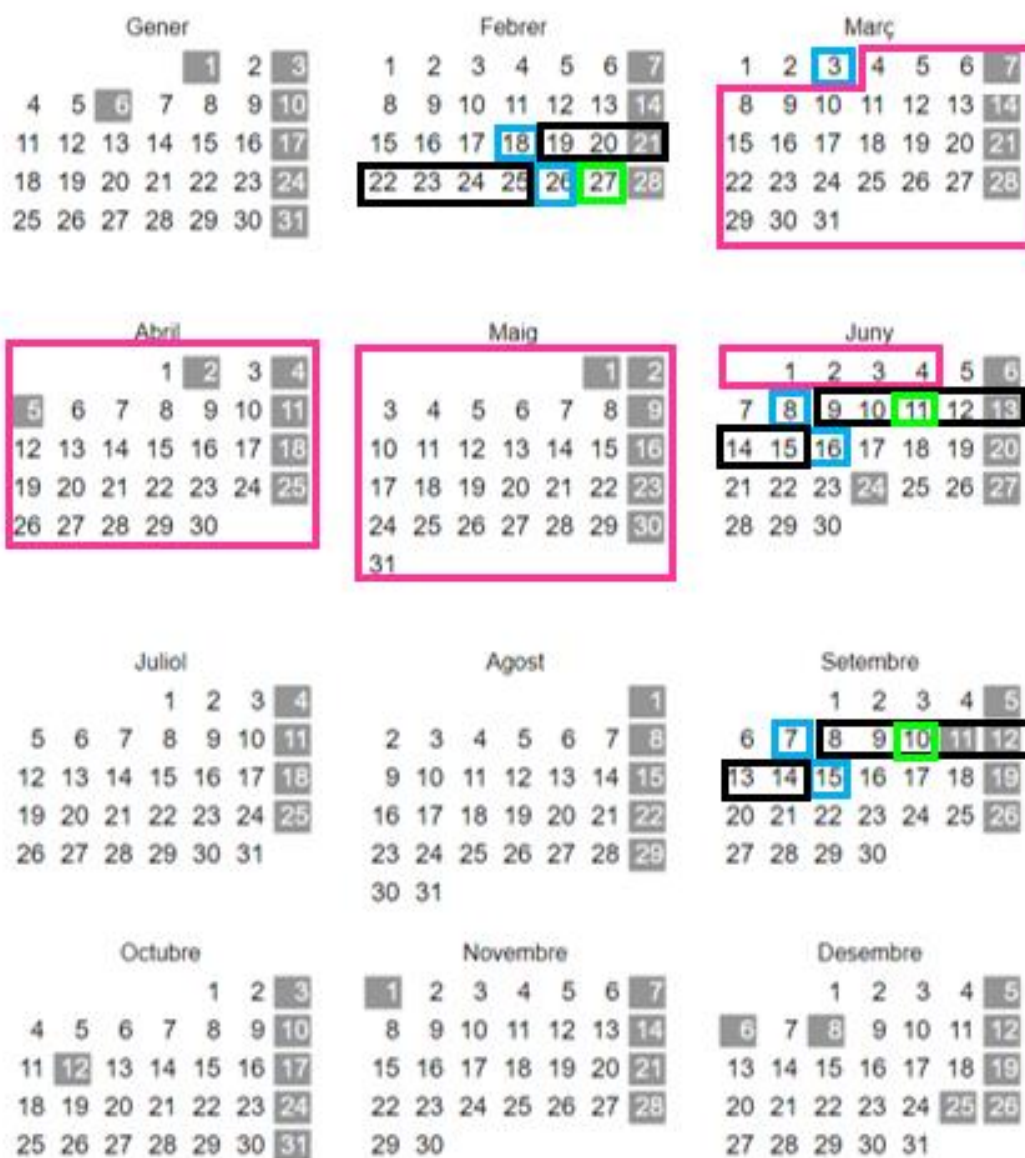 Gener
1 2 3
4 5 6 7 8 9 10
11 12 13 14 15 16 17
18 19 20 21 22 23 24
25 26 27 28 29 30 31
Febrer
1 2 3 4 5 6 7
8 9 10 11 12 13 14
15 16 17 18 19 20 21
22 23 24 25 26 27 28
Març
1 2 3 4 5 6 7
8 9 10 11 12 13 14
15 16 17 18 19 20 21
22 23 24 25 26 27 28
29 30 31
Abril
1 2 3 4
5 6 7 8 9 10 11
12 13 14 15 16 17 18
19 20 21 22 23 24 25
26 27 28 29 30
Maig
1 2
3 4 5 6 7 8 9
10 11 12 13 14 15 16
17 18 19 20 21 22 23
24 25 26 27 28 29 30
31
Juny
1 2 3 4 5 6
7 8 9 10 11 12 13
14 15 16 17 18 19 20
21 22 23 24 25 26 27
28 29 30
Juliol
1 2 3 4
5 6 7 8 9 10 11
12 13 14 15 16 17 18
19 20 21 22 23 24 25
26 27 28 29 30 31
Agost
1
2 3 4 5 6 7 8
9 10 11 12 13 14 15
16 17 18 19 20 21 22
23 24 25 26 27 28 29
30 31
Setembre
1 2 3 4 5
6 7 8 9 10 11 12
13 14 15 16 17 18 19
20 21 22 23 24 25 26
27 28 29 30
Octubre
1 2 3
4 5 6 7 8 9 10
11 12 13 14 15 16 17
18 19 20 21 22 23 24
25 26 27 28 29 30 31
Novembre
1 2 3 4 5 6 7
8 9 10 11 12 13 14
15 16 17 18 19 20 21
22 23 24 25 26 27 28
29 30
Desembre
1 2 3 4 5
6 7 8 9 10 11 12
13 14 15 16 17 18 19
20 21 22 23 24 25 26
27 28 29 30 31